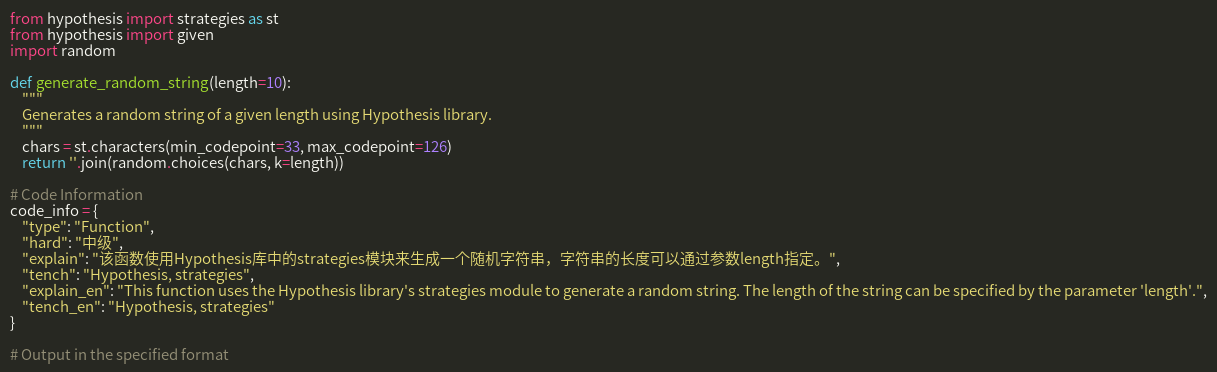 from hypothesis import strategies as st
from hypothesis import given
import random
def generate_random_string(length=10):
"""
Generates a random string of a given length using Hypothesis library.
"""
chars = st.characters(min_codepoint=33, max_codepoint=126)
return ''.join(random.choices(chars, k=length))
# Code Information
code_info = {
"type": "Function",
"hard": "中级",
"explain": "该函数使用Hypothesis库中的strategies模块来生成一个随机字符串，字符串的长度可以通过参数length指定。",
"tench": "Hypothesis, strategies",
"explain_en": "This function uses the Hypothesis library's strategies module to generate a random string. The length of the string can be specified by the parameter 'length'.",
"tench_en": "Hypothesis, strategies"
}
# Output in the specified format